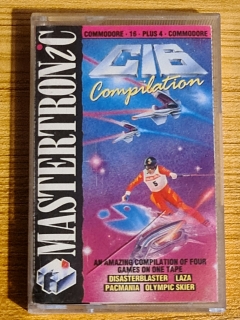 COMMODORE - 16 - PLUS 4 - COMMODORE
C16
Compilation
MASTERTRONiC
5
AN AMAZING COMPILATION OF FOUR
GAMES ON ONE TAPE
DISASTERBLASTER LAZA
PACMANIA OLYMPIC SKIER